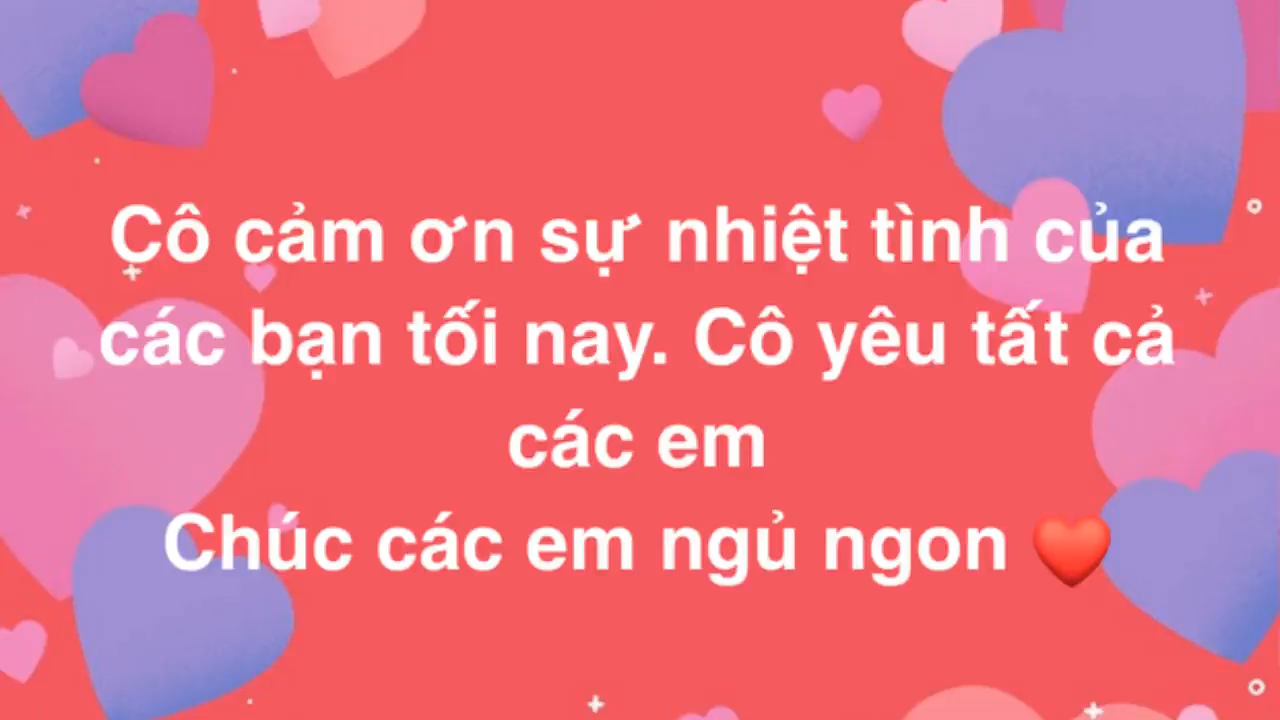 Cô cảm ơn sự nhiệt tình của
các bạn tối nay. Cô yêu tất cả
các em
Chúc các em ngủ ngon ❤️